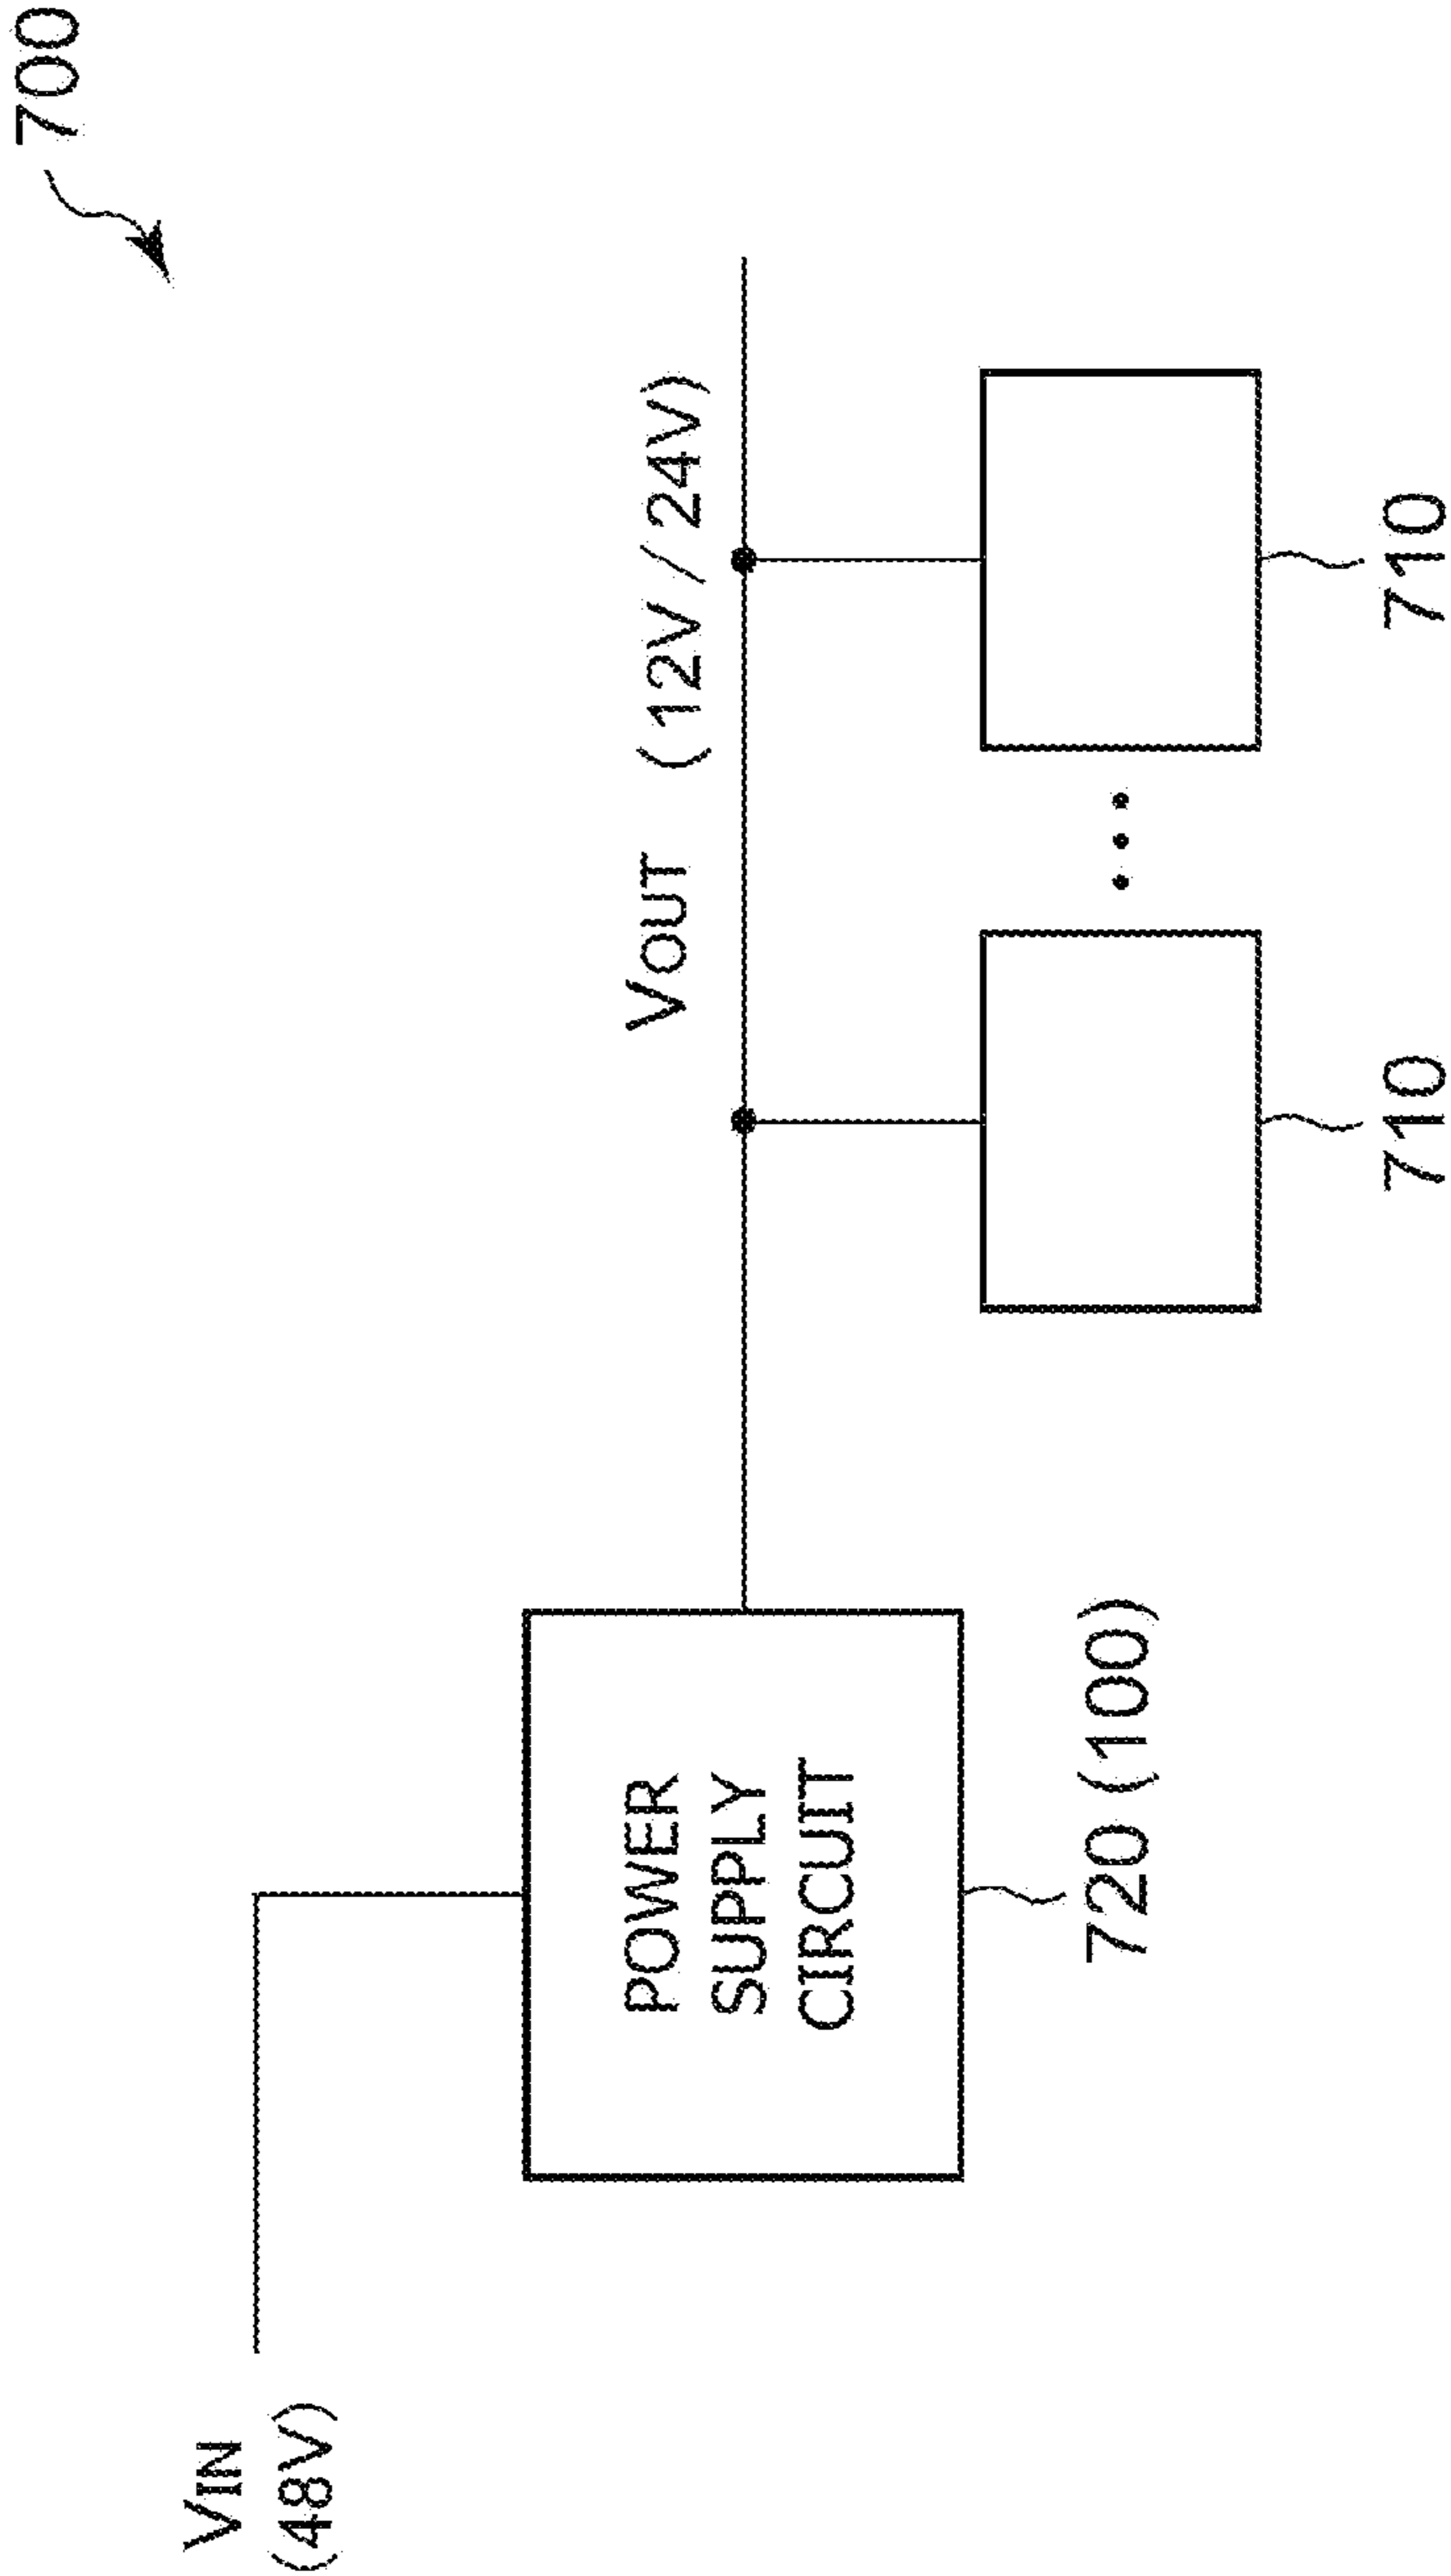 700
VIN
(48V)
VOUT (12V/24V)
POWER
SUPPLY
CIRCUIT
720 (100)
710
710